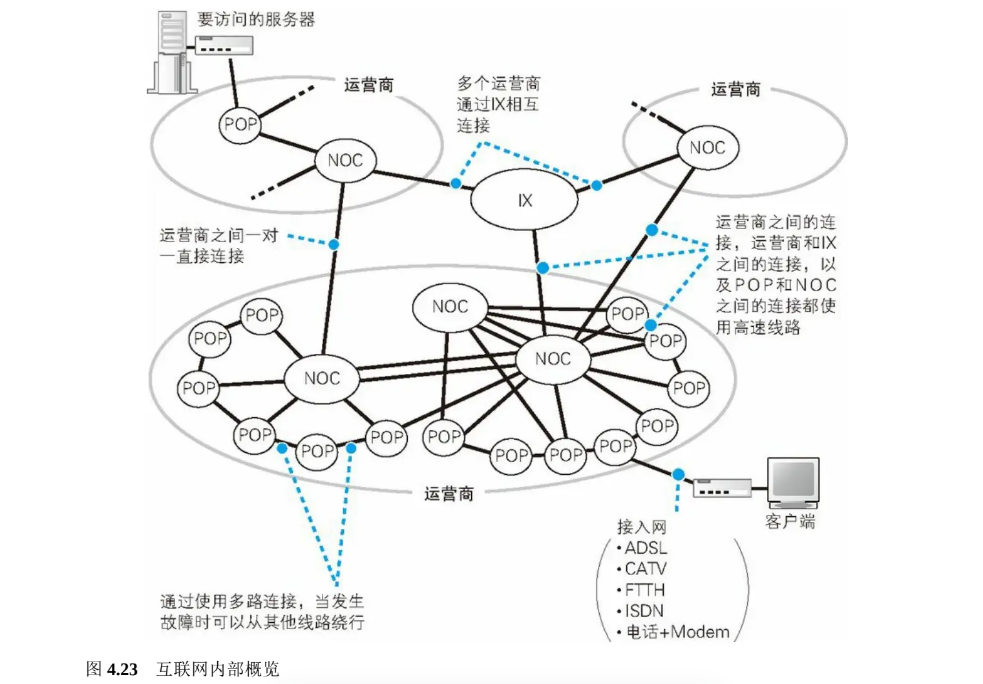 要访问的服务器
运营商
多个运营商
通过IX相互
连接
运营商
POP
NOC
NOC
IX
运营商之间一对
一直接连接
运营商之间的连
接，运营商和IX
之间的连接，以
及POP和NOC
之间的连接都使
用高速线路
POP
POP
NOC
POP
POP
NOC
NOC
POP
POP
POP
POP
POP
POP
POP
POP
POP
POP
POP
运营商
客户端
接入网
・ADSL
・CATV
・FTTH
・ISDN
・电话+Modem
通过使用多路连接，当发生
故障时可以从其他线路绕行
图 4.23 互联网内部概览